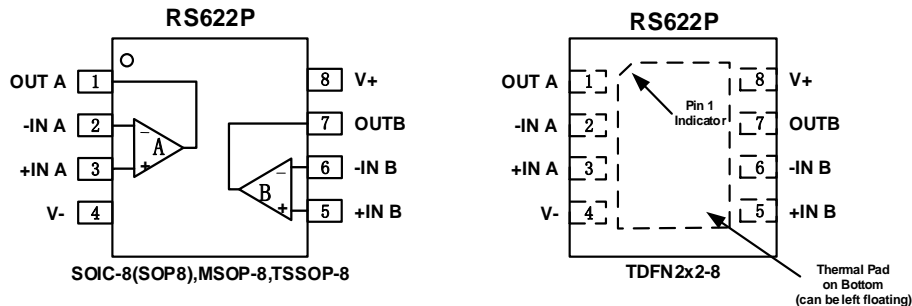 RS622P
OUT A 1
-IN A 2
+IN A 3
V- 4
8 V+
7 OUTB
6 -IN B
5 +IN B
− A +
− B +
SOIC-8(SOP8),MSOP-8,TSSOP-8
RS622P
OUT A 1
-IN A 2
+IN A 3
V- 4
Pin 1
Indicator
8 V+
7 OUTB
6 -IN B
5 +IN B
TDFN2x2-8
Thermal Pad
on Bottom
(can be left floating)